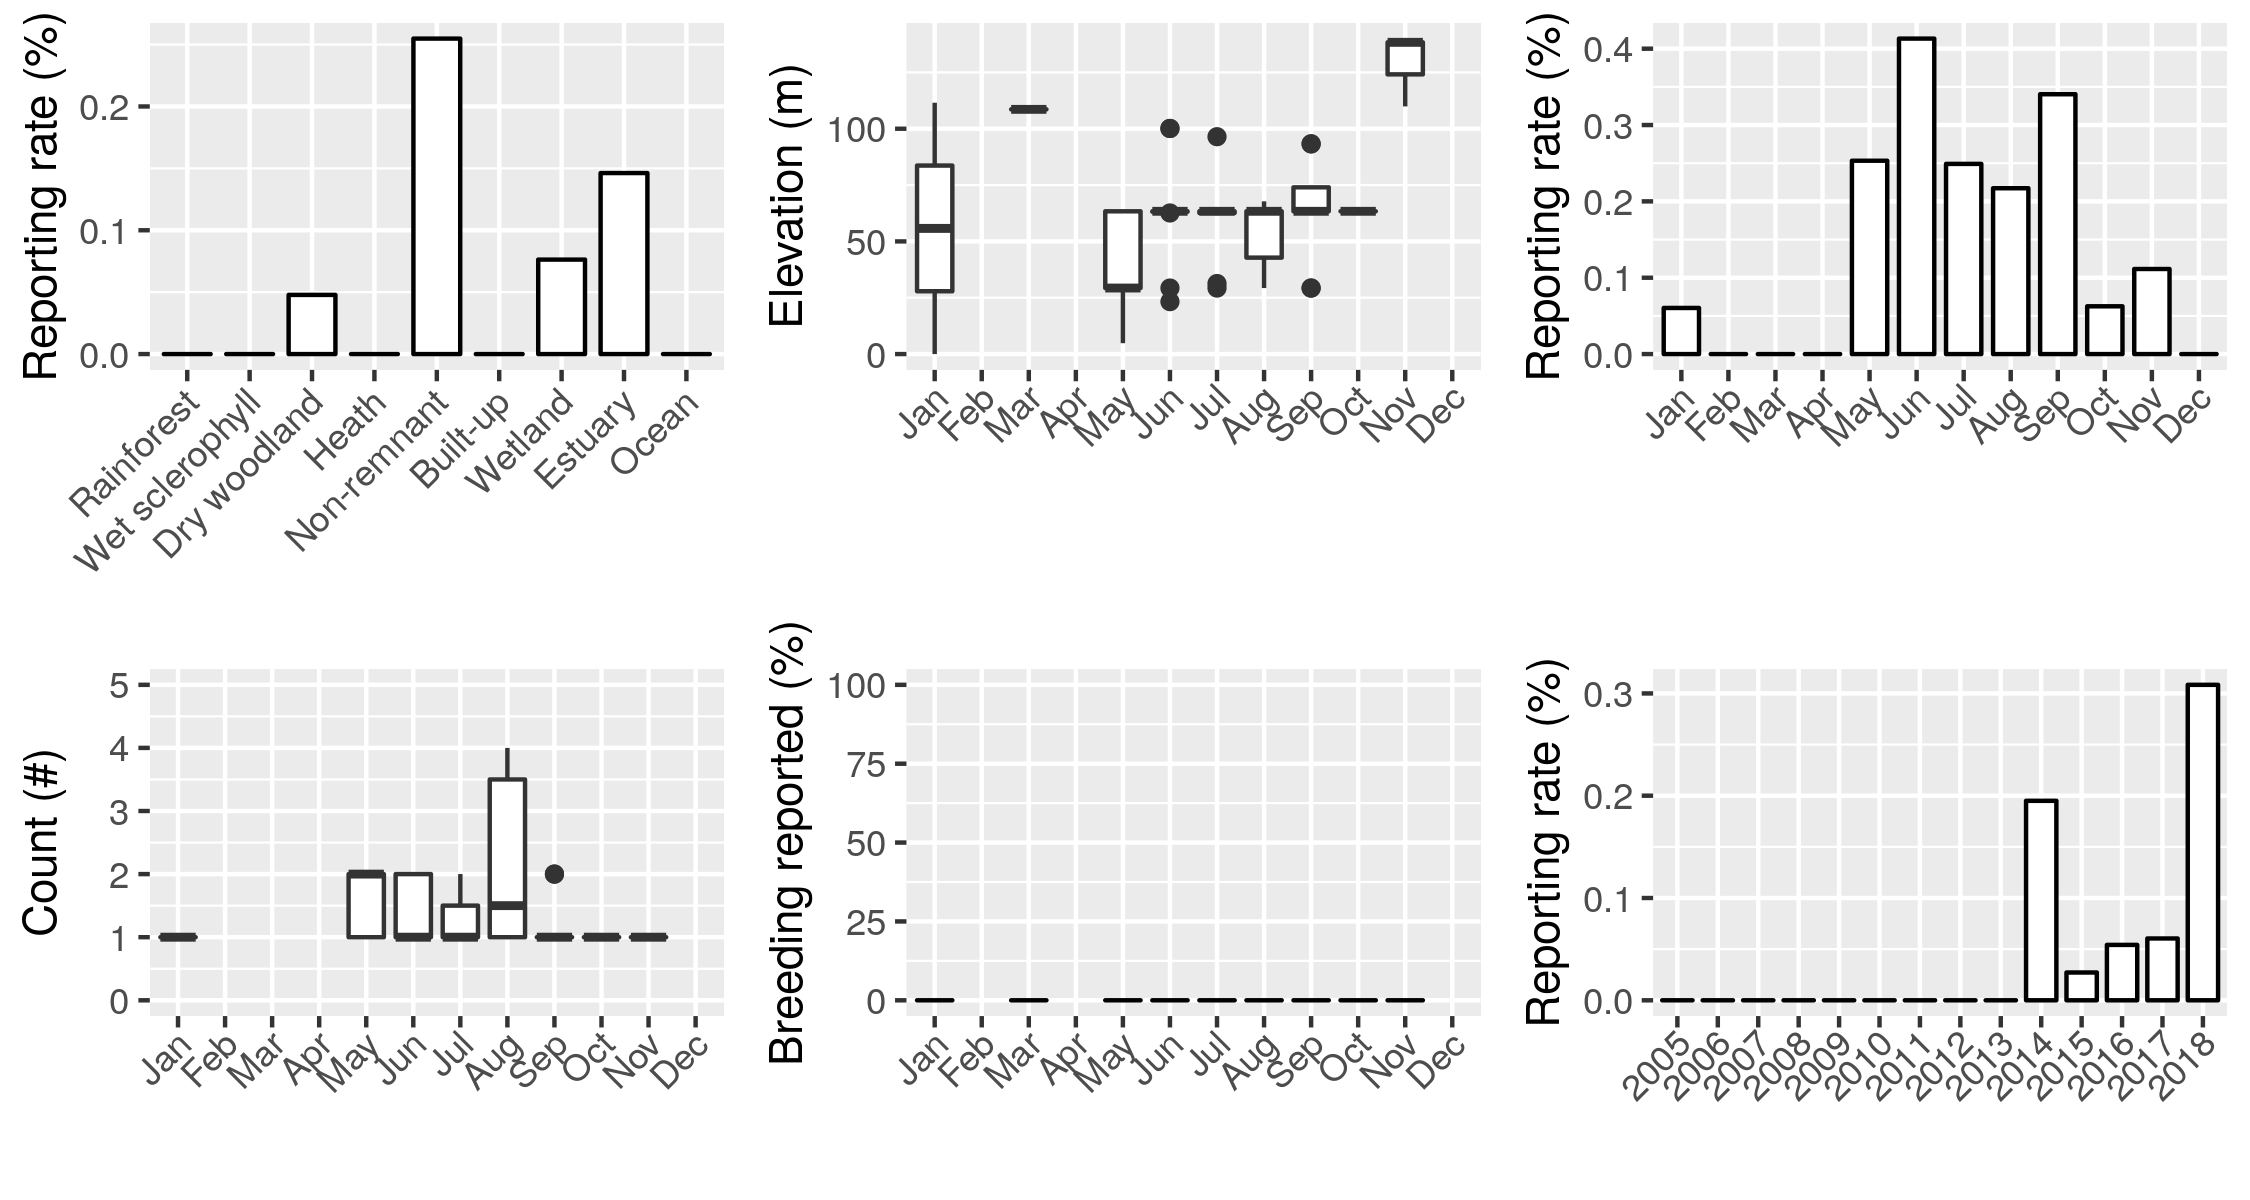 Reporting rate (%)
0.2
0.1
0.0
Rainforest
Wet sclerophyll
Dry woodland
Heath
Non-remnant
Built-up
Wetland
Estuary
Ocean
Elevation (m)
100
50
0
Jan
Feb
Mar
Apr
May
Jun
Jul
Aug
Sep
Oct
Nov
Dec
Reporting rate (%)
0.4
0.3
0.2
0.1
0.0
Jan
Feb
Mar
Apr
May
Jun
Jul
Aug
Sep
Oct
Nov
Dec
Count (#)
5
4
3
2
1
0
Jan
Feb
Mar
Apr
May
Jun
Jul
Aug
Sep
Oct
Nov
Dec
Breeding reported (%)
100
75
50
25
0
Jan
Feb
Mar
Apr
May
Jun
Jul
Aug
Sep
Oct
Nov
Dec
Reporting rate (%)
0.3
0.2
0.1
0.0
2005
2006
2007
2008
2009
2010
2011
2012
2013
2014
2015
2016
2017
2018